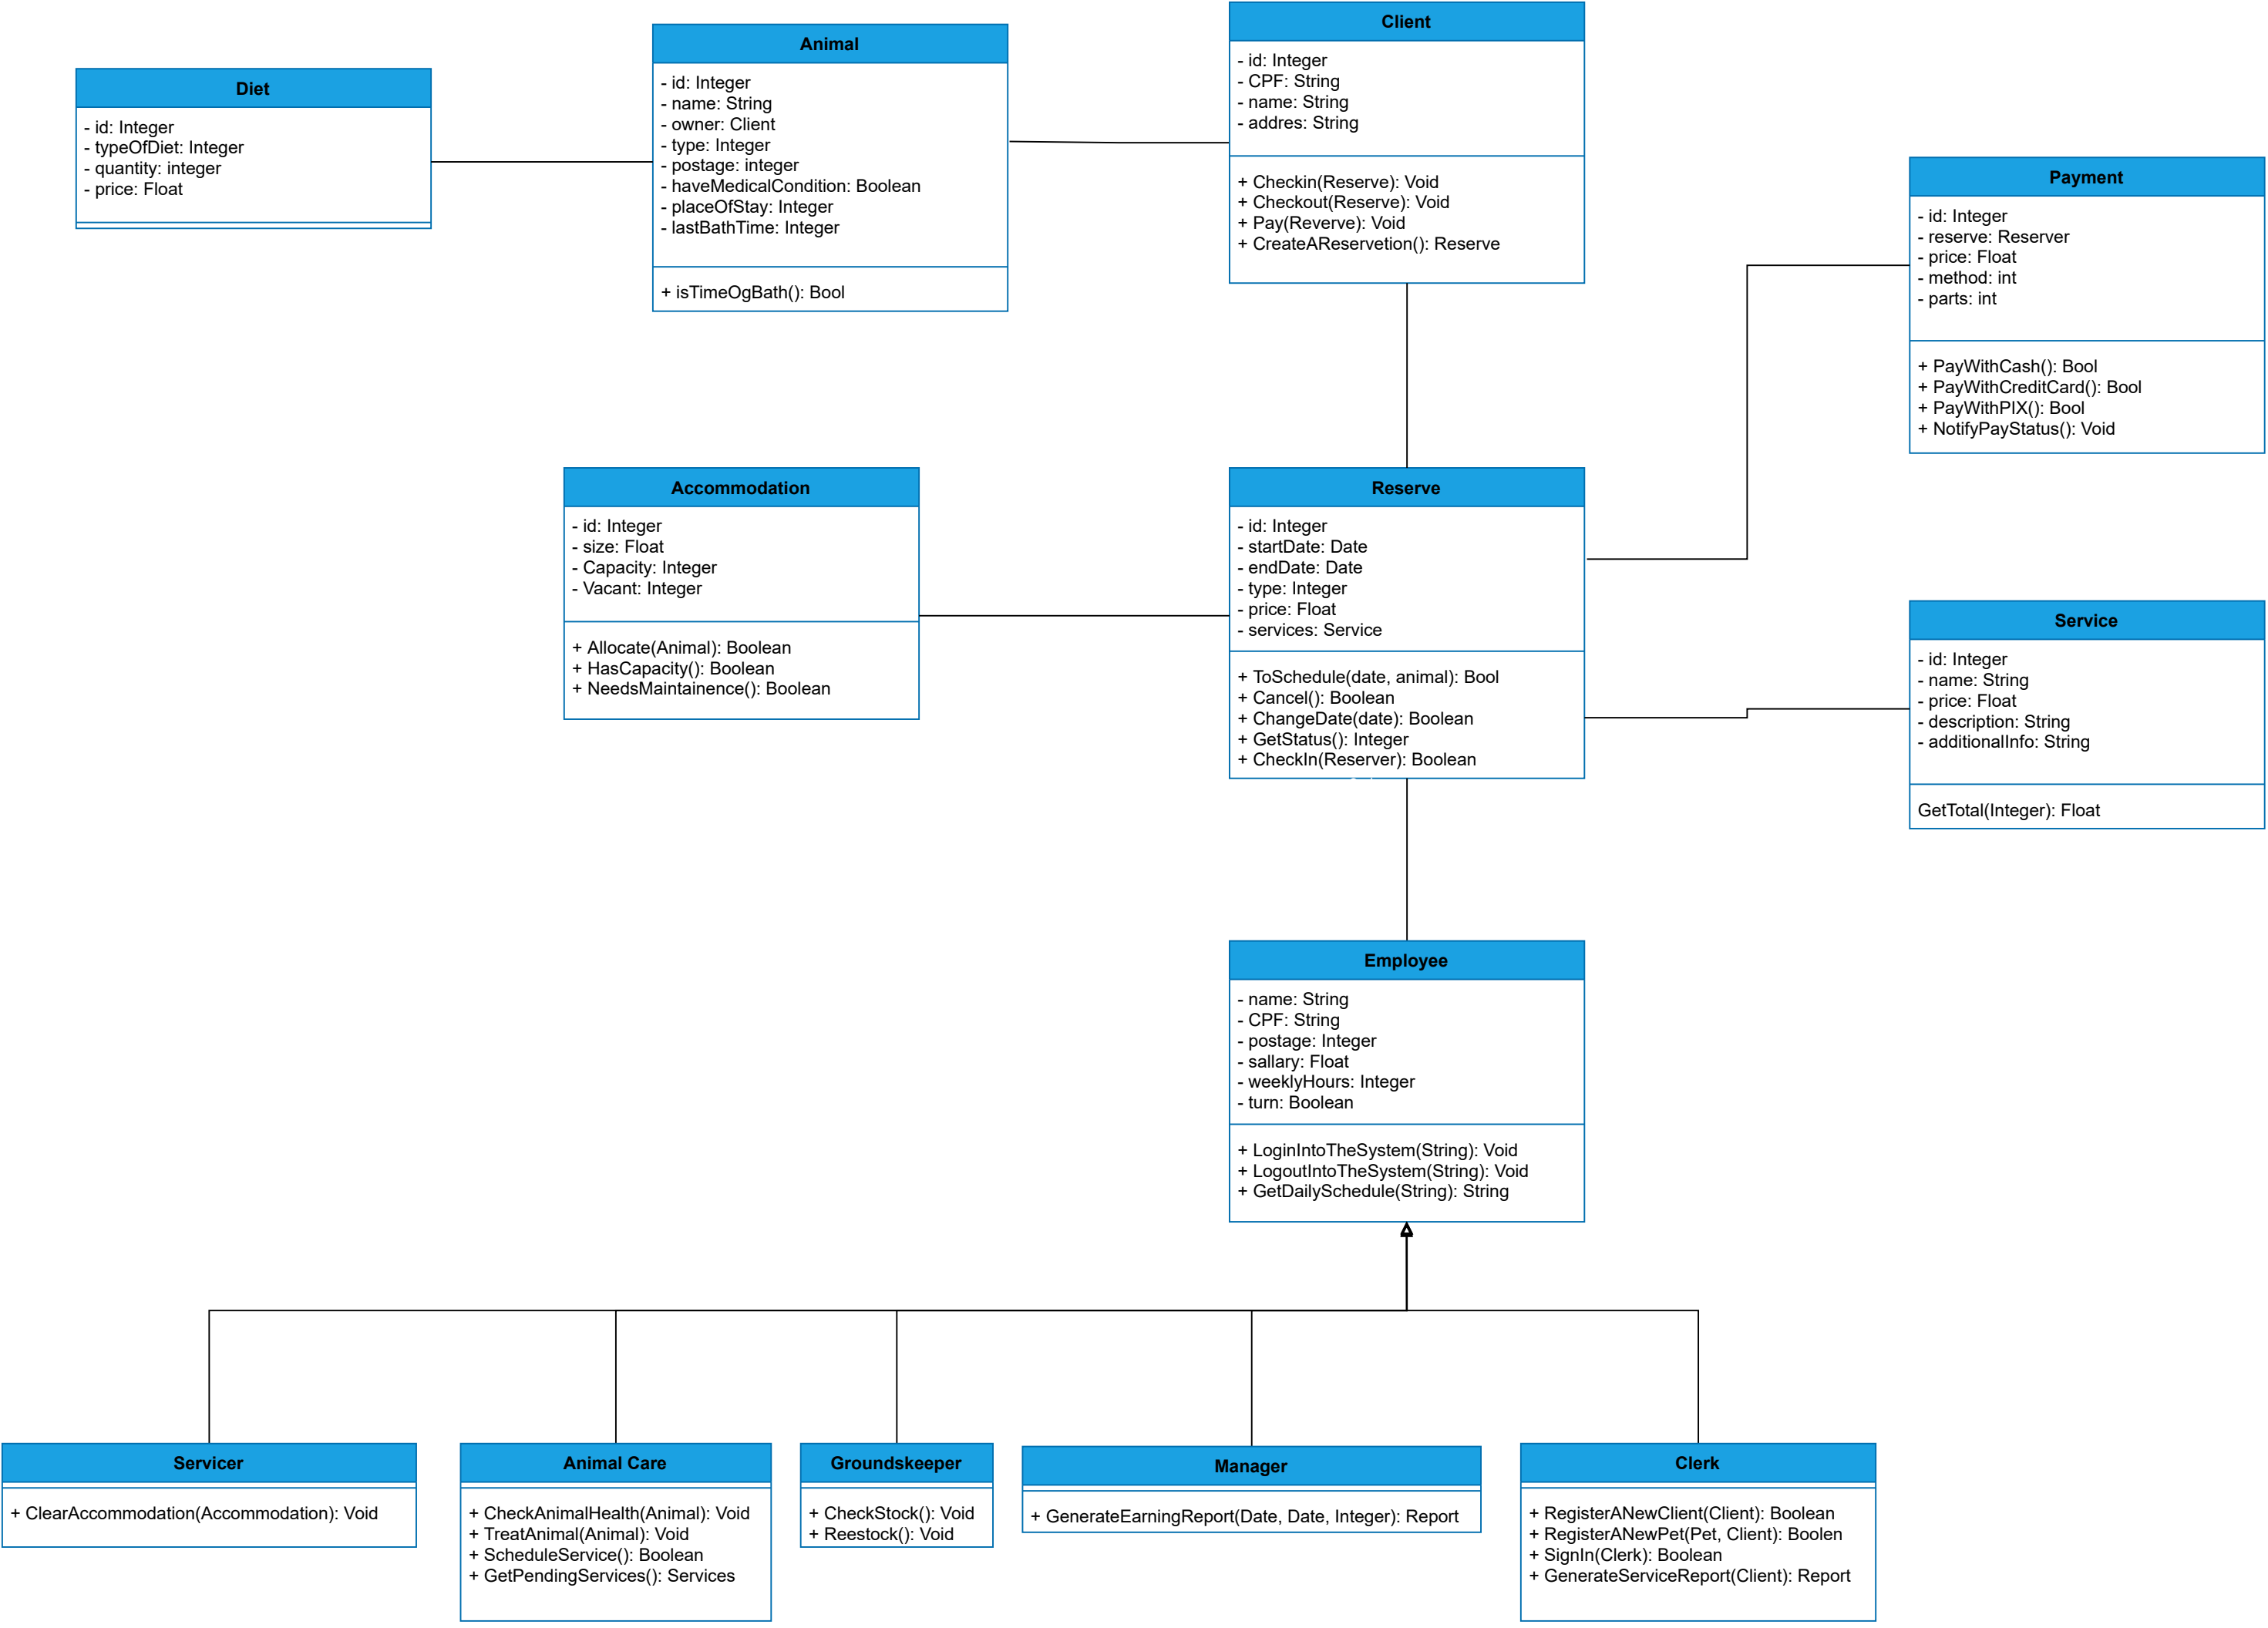 Diet
- id: Integer
- typeOfDiet: Integer
- quantity: integer
- price: Float
Animal
- id: Integer
- name: String
- owner: Client
- type: Integer
- postage: integer
- haveMedicalCondition: Boolean
- placeOfStay: Integer
- lastBathTime: Integer
+ isTimeOgBath(): Bool
Client
- id: Integer
- CPF: String
- name: String
- addres: String
+ Checkin(Reserve): Void
+ Checkout(Reserve): Void
+ Pay(Reverve): Void
+ CreateAReservetion(): Reserve
Payment
- id: Integer
- reserve: Reserver
- price: Float
- method: int
- parts: int
+ PayWithCash(): Bool
+ PayWithCreditCard(): Bool
+ PayWithPIX(): Bool
+ NotifyPayStatus(): Void
Accommodation
- id: Integer
- size: Float
- Capacity: Integer
- Vacant: Integer
+ Allocate(Animal): Boolean
+ HasCapacity(): Boolean
+ NeedsMaintainence(): Boolean
Reserve
- id: Integer
- startDate: Date
- endDate: Date
- type: Integer
- price: Float
- services: Service
+ ToSchedule(date, animal): Bool
+ Cancel(): Boolean
+ ChangeDate(date): Boolean
+ GetStatus(): Integer
+ CheckIn(Reserver): Boolean
Service
- id: Integer
- name: String
- price: Float
- description: String
- additionalInfo: String
GetTotal(Integer): Float
Employee
- name: String
- CPF: String
- postage: Integer
- sallary: Float
- weeklyHours: Integer
- turn: Boolean
+ LoginIntoTheSystem(String): Void
+ LogoutIntoTheSystem(String): Void
+ GetDailySchedule(String): String
Servicer
+ ClearAccommodation(Accommodation): Void
Animal Care
+ CheckAnimalHealth(Animal): Void
+ TreatAnimal(Animal): Void
+ ScheduleService(): Boolean
+ GetPendingServices(): Services
Groundskeeper
+ CheckStock(): Void
+ Reestock(): Void
Manager
+ GenerateEarningReport(Date, Date, Integer): Report
Clerk
+ RegisterANewClient(Client): Boolean
+ RegisterANewPet(Pet, Client): Boolen
+ SignIn(Clerk): Boolean
+ GenerateServiceReport(Client): Report